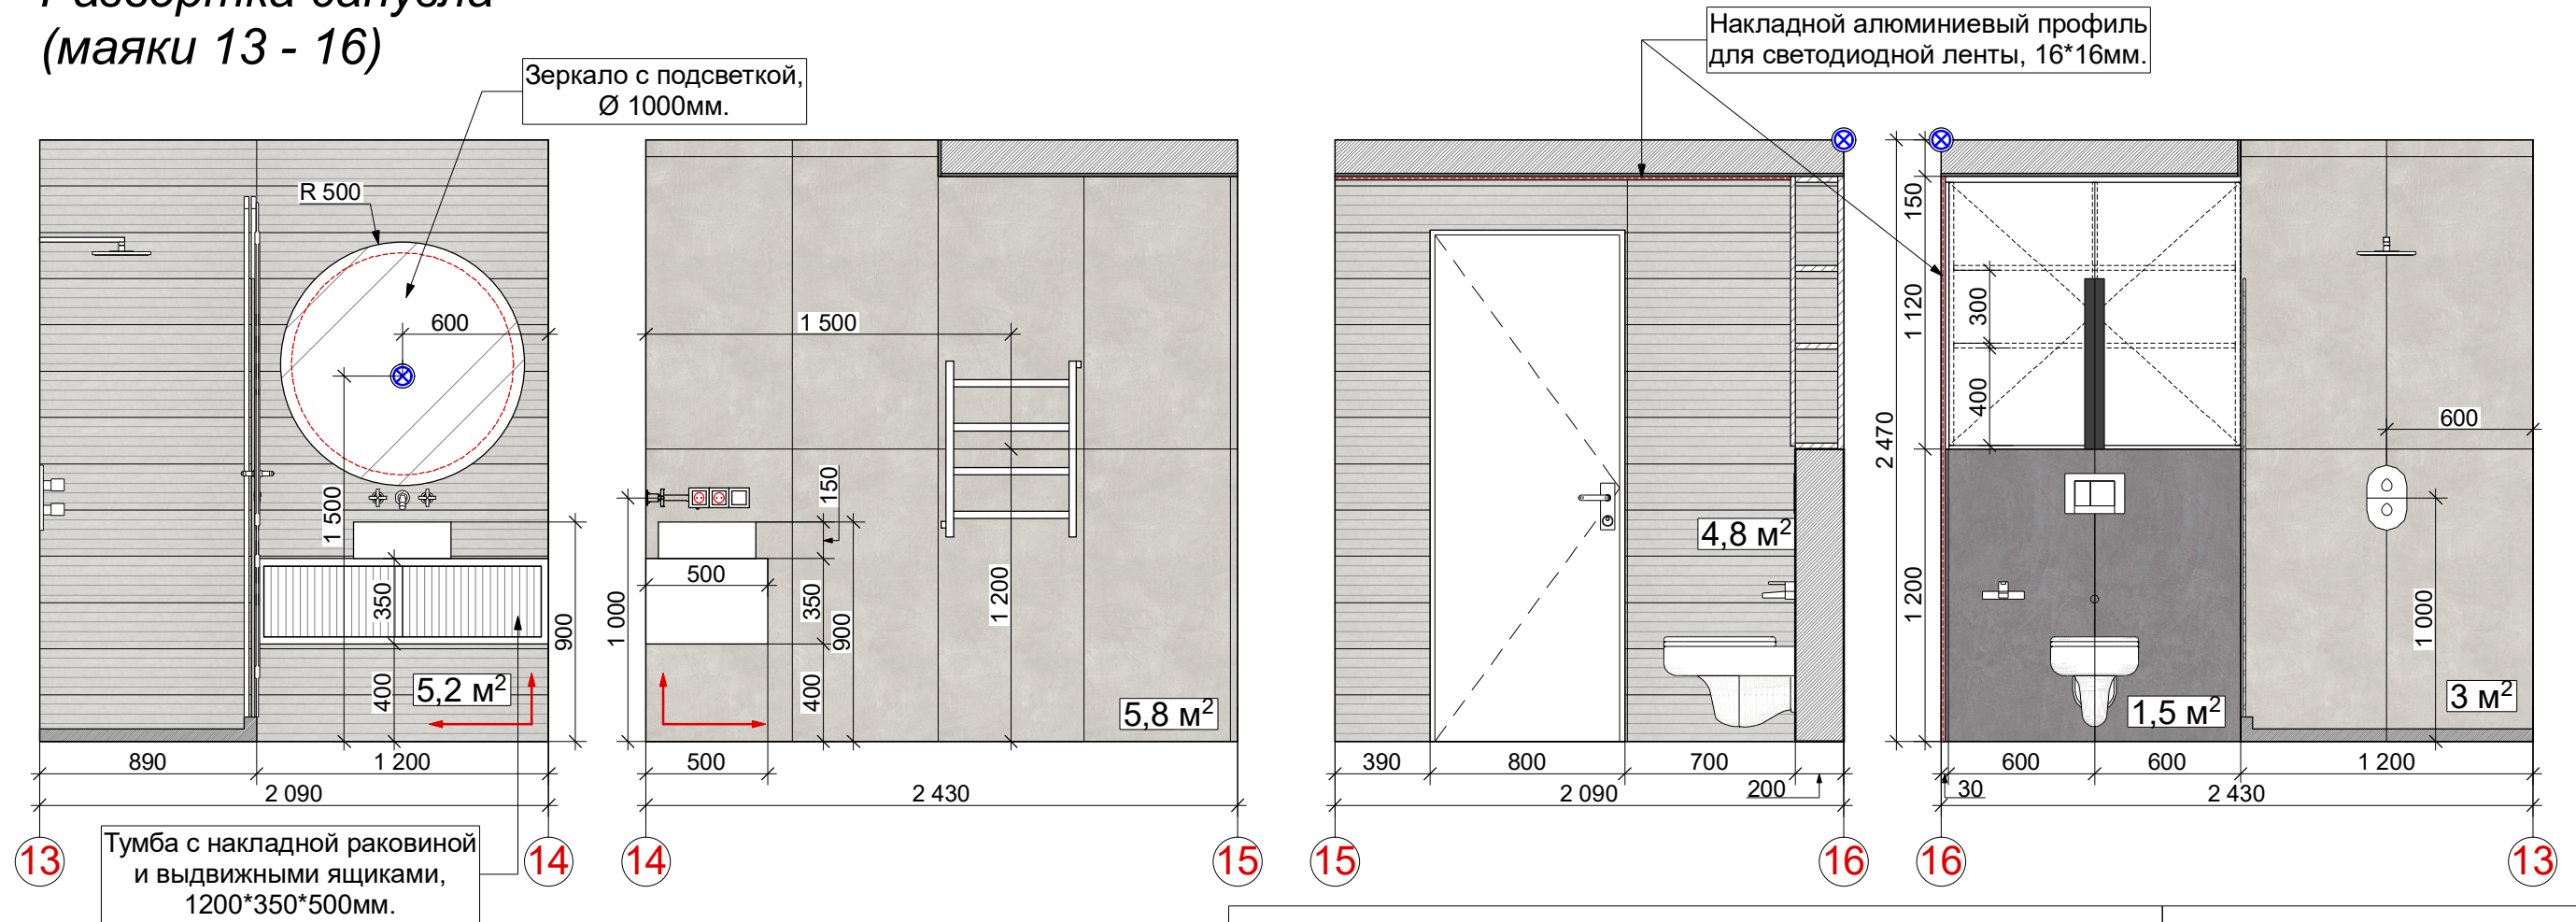 Развертка санузла
(маяки 13 - 16)
Зеркало с подсветкой,
Ø 1000мм.
Накладной алюминиевый профиль
для светодиодной ленты, 16*16мм.
R 500
600
1 500
350
400
900
5,2 м²
890
1 200
2 090
13
14
Тумба с накладной раковиной
и выдвижными ящиками,
1200*350*500мм.
1 500
150
500
1 000
350
900
400
1 200
5,8 м²
500
2 430
14
15
4,8 м²
390
800
700
200
2 090
15
16
2 470
150
1 120
1 200
300
400
600
1 000
1,5 м²
3 м²
30
600
600
1 200
2 430
16
13